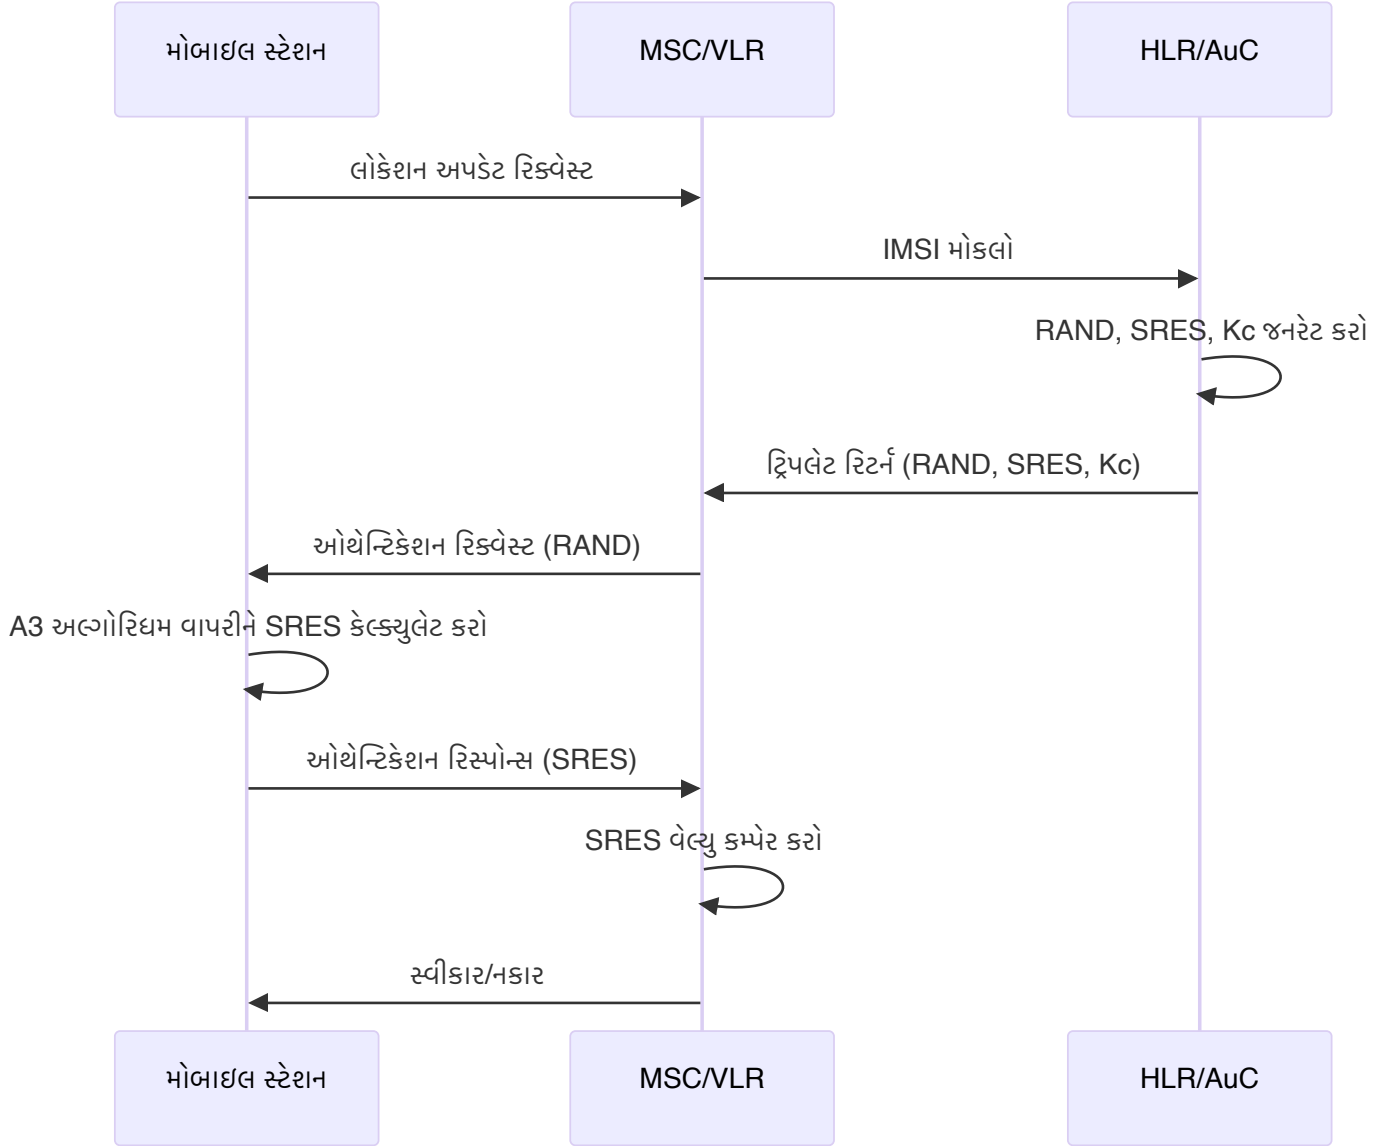 મોબાઈલ સ્ટેશન
MSC/VLR
HLR/AuC
લોકેશન અપડેટ રિક્વેસ્ટ
IMSI મોકલો
RAND, SRES, Kc જનરેટ કરો
ટ્રિપલેટ રિટર્ન (RAND, SRES, Kc)
ઓથેન્ટિકેશન રિક્વેસ્ટ (RAND)
A3 અલ્ગોરિધમ વાપરીને SRES કેલ્ક્યુલેટ કરો
ઓથેન્ટિકેશન રિસ્પોન્સ (SRES)
SRES વેલ્યુ કમ્પેર કરો
સ્વીકાર/નકાર
મોબાઈલ સ્ટેશન
MSC/VLR
HLR/AuC